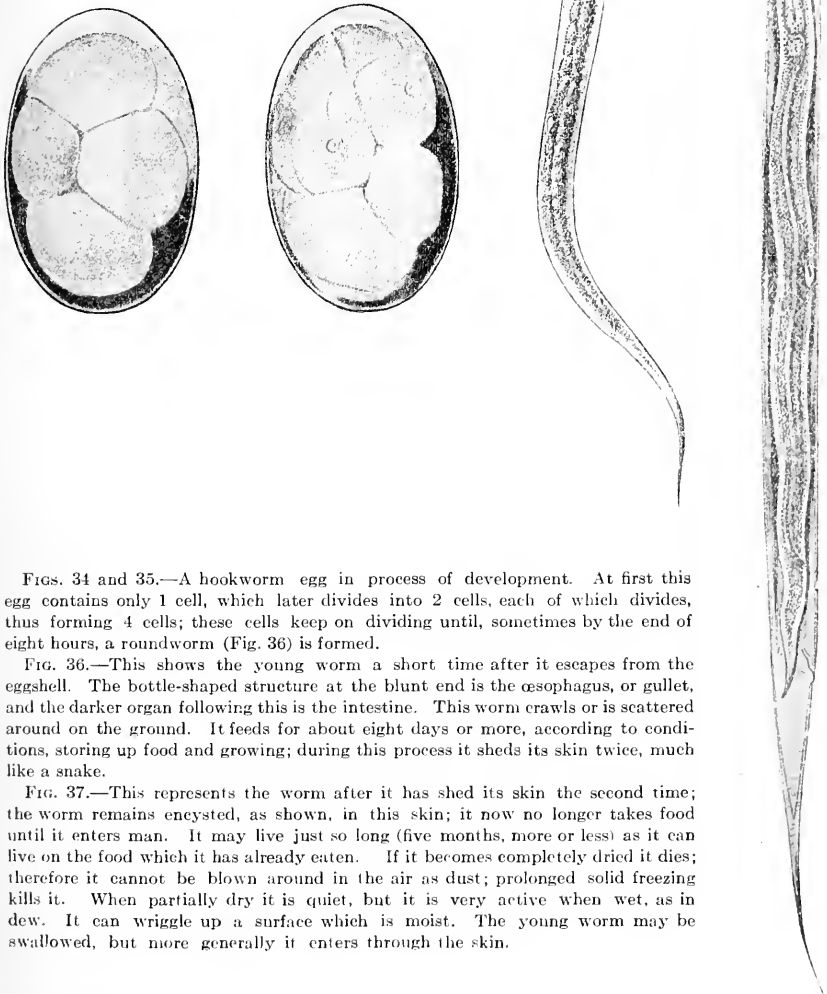 FIGS. 34 and 35.—A hookworm egg in process of development. At first this
egg contains only 1 cell, which later divides into 2 cells, each of which divides,
thus forming 4 cells; these cells keep on dividing until, sometimes by the end of
eight hours, a roundworm (Fig. 36) is formed.
FIG. 36.—This shows the young worm a short time after it escapes from the
eggshell. The bottle-shaped structure at the blunt end is the œsophagus, or gullet,
and the darker organ following this is the intestine. This worm crawls or is scattered
around on the ground. It feeds for about eight days or more, according to condi-
tions, storing up food and growing; during this process it sheds its skin twice, much
like a snake.
FIG. 37.—This represents the worm after it has shed its skin the second time;
the worm remains encysted, as shown, in this skin; it now no longer takes food
until it enters man. It may live just so long (five months, more or less) as it can
live on the food which it has already eaten. If it becomes completely dried it dies;
therefore it cannot be blown around in the air as dust; prolonged solid freezing
kills it. When partially dry it is quiet, but it is very active when wet, as in
dew. It can wriggle up a surface which is moist. The young worm may be
swallowed, but more generally it enters through the skin.